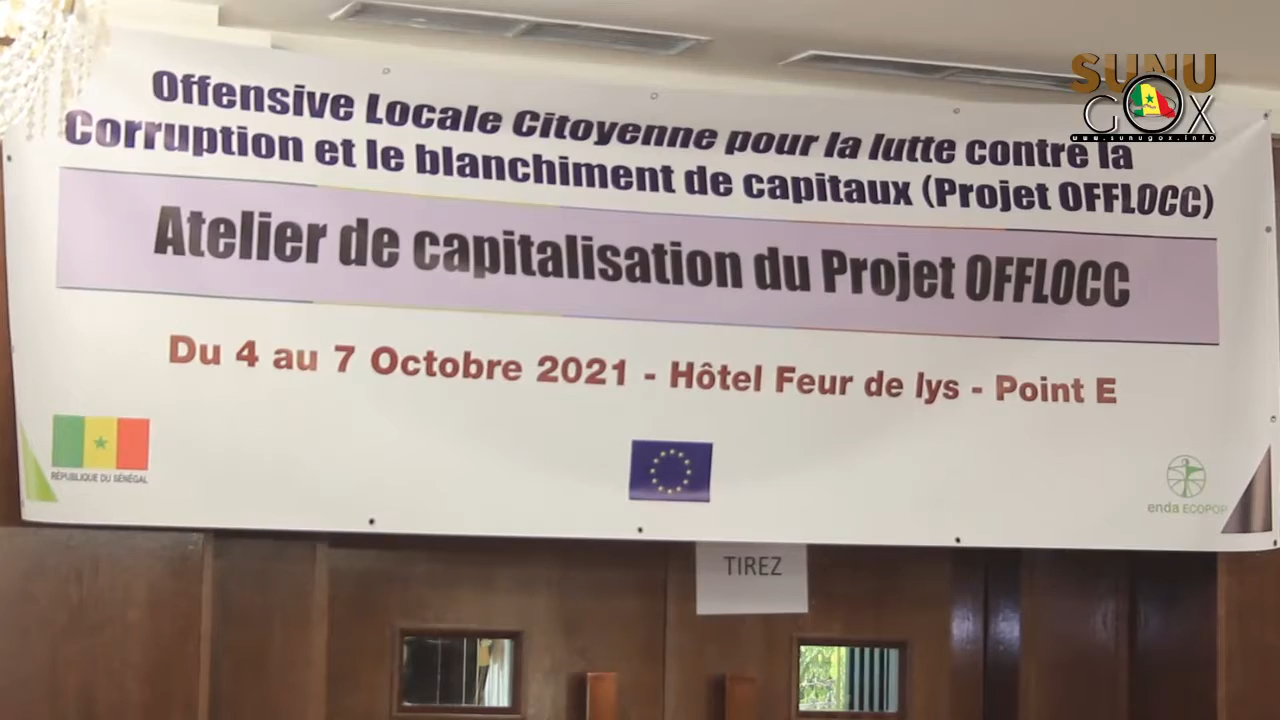 SUNU
GOX
www.sunugox.info
Offensive Locale Citoyenne pour la lutte contre la
Corruption et le blanchiment de capitaux (Projet OFFLOCC)
Atelier de capitalisation du Projet OFFLOCC
Du 4 au 7 Octobre 2021 - Hôtel Feur de lys - Point E
RÉPUBLIQUE DU SÉNÉGAL
enda ECOPOP
TIREZ